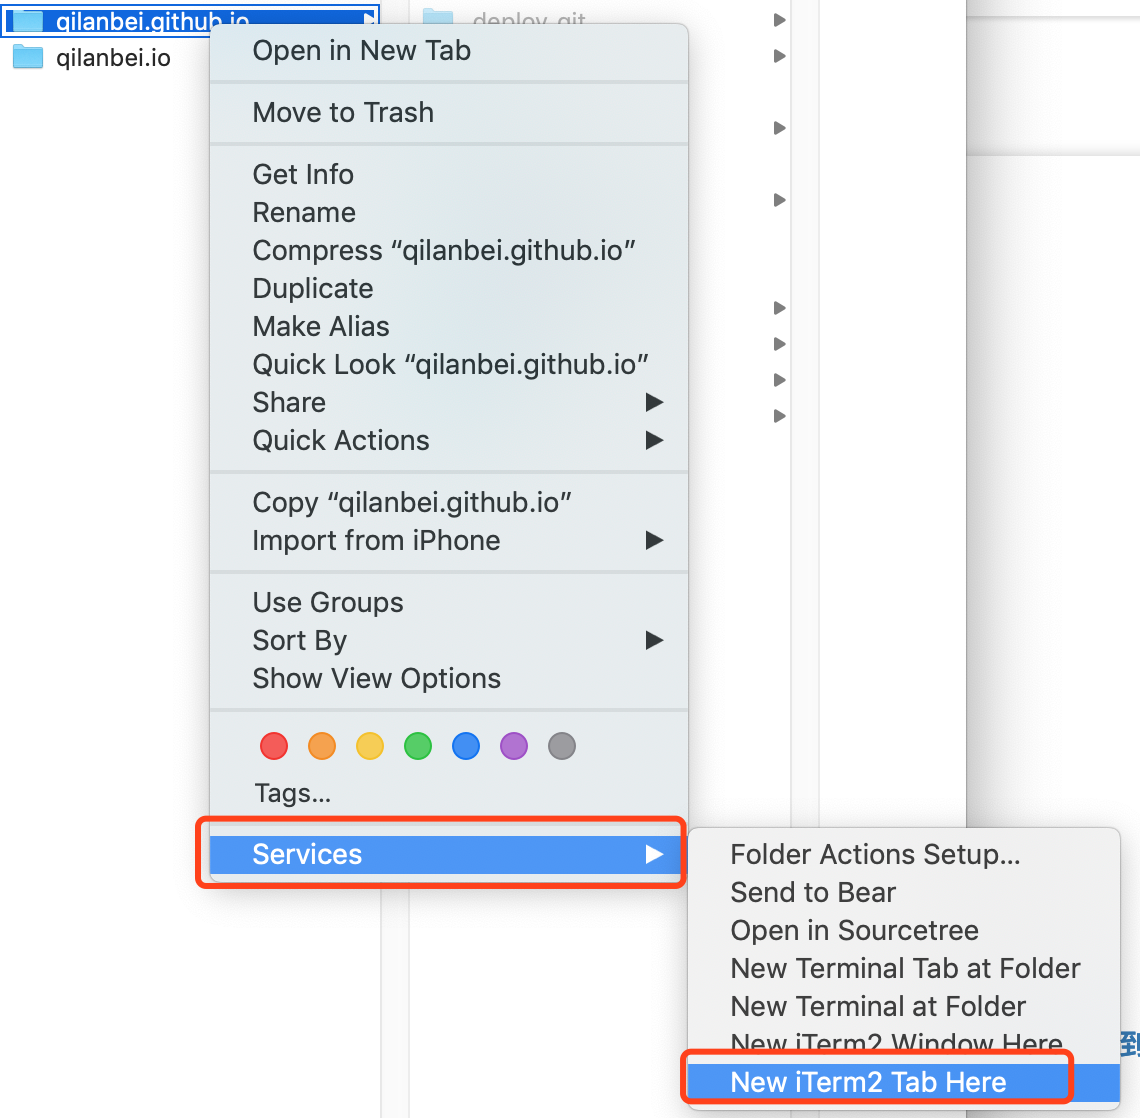 qilanbei.github.io
deploy_git
qilanbei.io
Open in New Tab
Move to Trash
Get Info
Rename
Compress “qilanbei.github.io”
Duplicate
Make Alias
Quick Look “qilanbei.github.io”
Share
Quick Actions
Copy “qilanbei.github.io”
Import from iPhone
Use Groups
Sort By
Show View Options
Tags...
Services
Folder Actions Setup...
Send to Bear
Open in Sourcetree
New Terminal Tab at Folder
New Terminal at Folder
New iTerm2 Window Here
New iTerm2 Tab Here